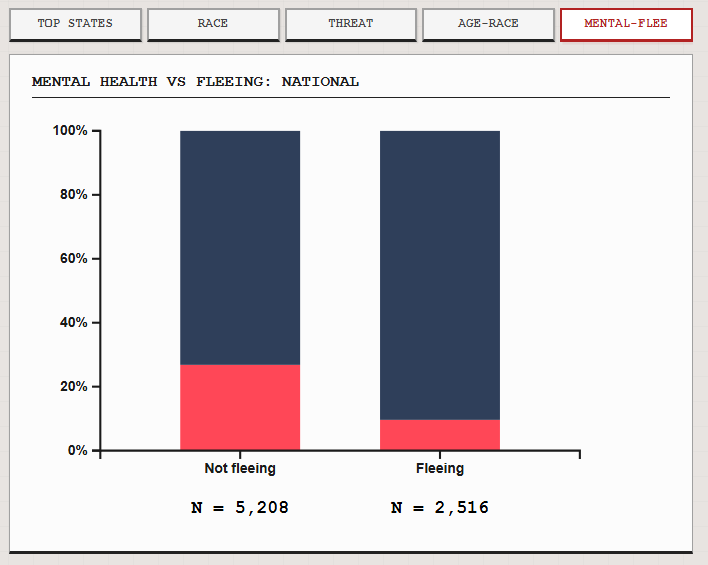 TOP STATES RACE THREAT AGE-RACE MENTAL-FLEE
MENTAL HEALTH VS FLEEING: NATIONAL
100%
80%
60%
40%
20%
0%
Not fleeing Fleeing
N = 5,208 N = 2,516